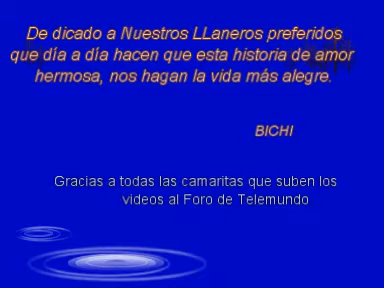 De dicado a Nuestros LLaneros preferidos
que día a día hacen que esta historia de amor
hermosa, nos hagan la vida más alegre.
BICHI
Gracias a todas las camaritas que suben los
videos al Foro de Telemundo